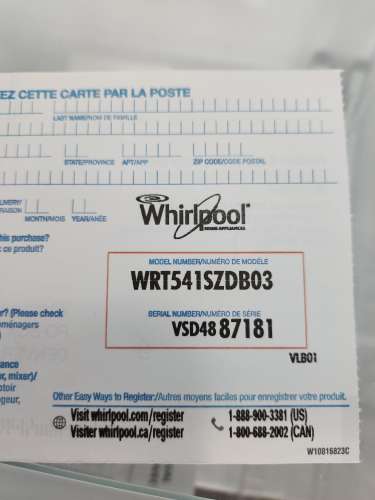 EZ CETTE CARTE PAR LA POSTE
LAST NAME/NOM DE FAMILLE
STATE/PROVINCE APT/APP ZIP CODE/CODE POSTAL
MONTH/MOIS YEAR/ANÉE
Whirlpool
HOME APPLIANCES
this purchase?
ce produit?
MODEL NUMBER/NUMÉRO DE MODÈLE
WRT541SZDB03
SERIAL NUMBER/NUMÉRO DE SÉRIE
VSD4887181
VLB01
r? (Please check
ménagers
ance
r, mixer)/
toir
geur,
Other Easy Ways to Register:/Autres moyens faciles pour enregistrer votre produit.
Visit whirlpool.com/register 1-888-900-3381 (US)
Visiter whirlpool.ca/register 1-800-688-2002 (CAN)
W10816823C